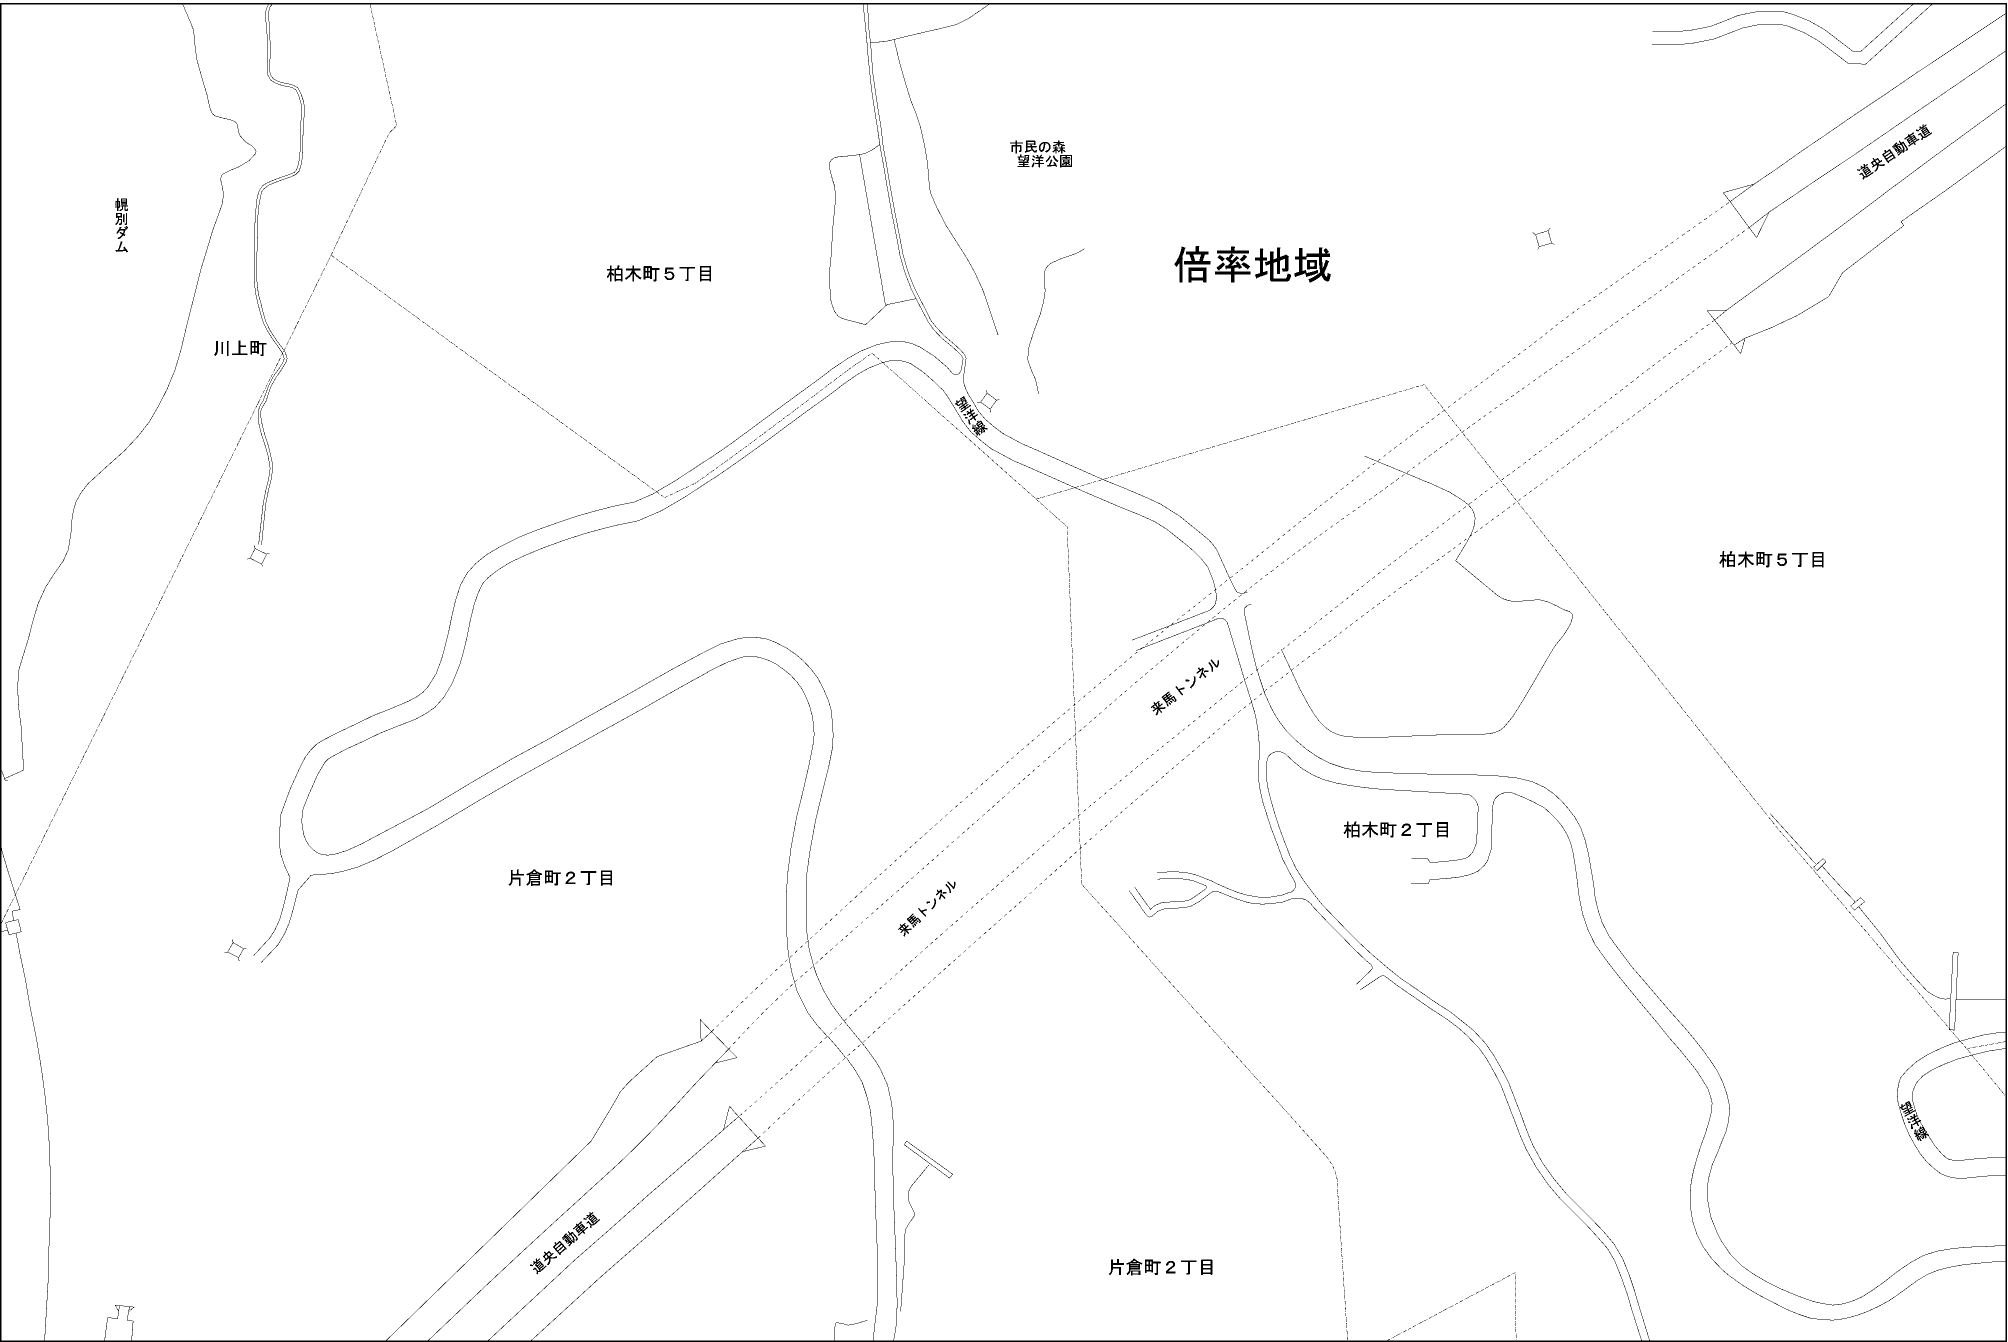 市民の森
望洋公園
道央自動車道
幌別ダム
倍率地域
柏木町５丁目
川上町
望洋線
柏木町５丁目
来馬トンネル
柏木町２丁目
片倉町２丁目
来馬トンネル
望洋線
道央自動車道
片倉町２丁目